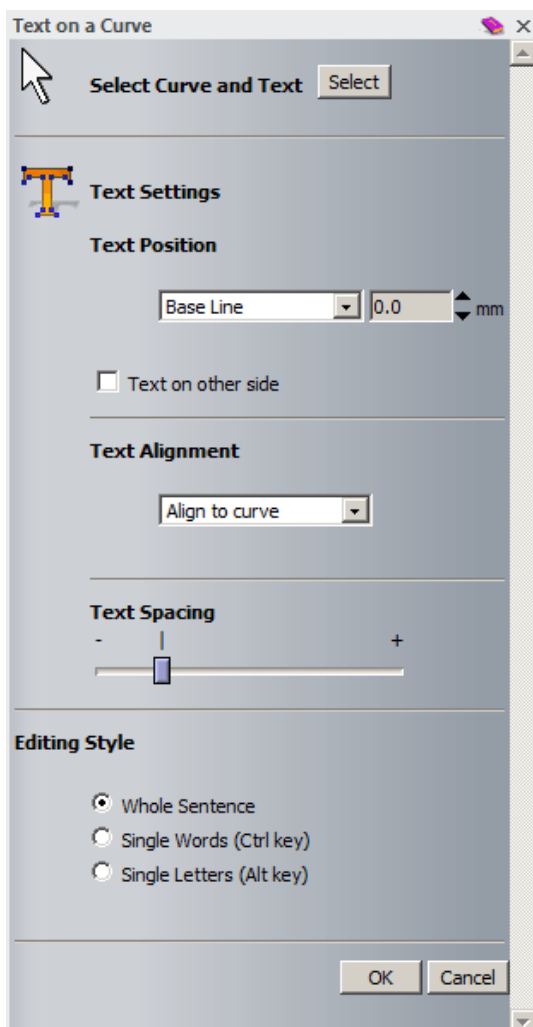 Text on a Curve
Select Curve and Text Select
Text Settings
Text Position
Base Line 0.0 mm
Text on other side
Text Alignment
Align to curve
Text Spacing
- | +
Editing Style
Whole Sentence
Single Words (Ctrl key)
Single Letters (Alt key)
OK Cancel